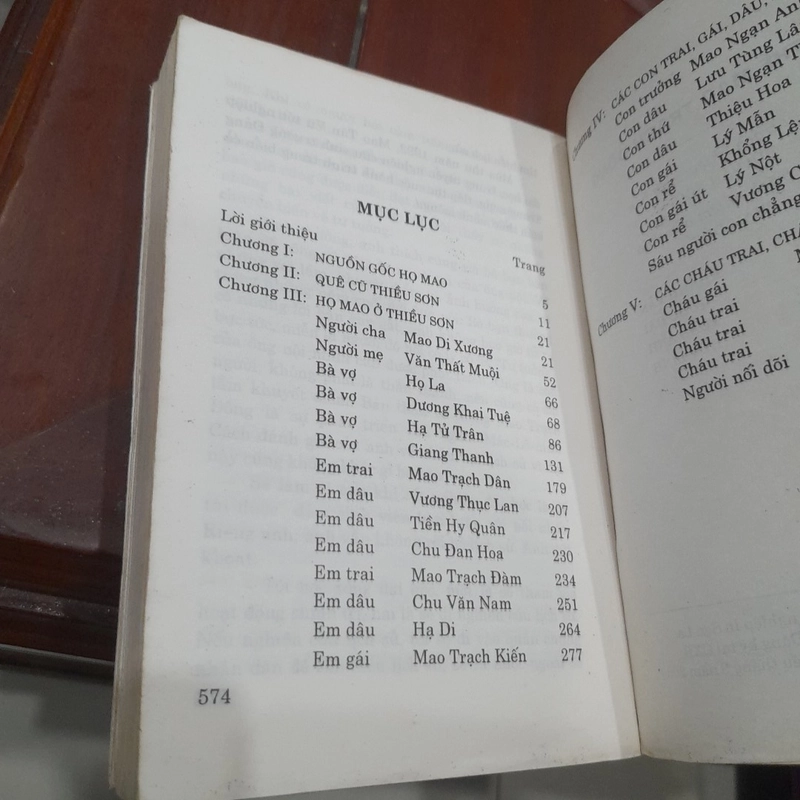 MỤC LỤC
Trang
Lời giới thiệu
Chương I: NGUỒN GỐC HỌ MAO 5
Chương II: QUÊ CŨ THIỀU SƠN 11
Chương III: HỌ MAO Ở THIỀU SƠN 21
Người cha Mao Di Xương 21
Người mẹ Văn Thất Muội 52
Bà vợ Họ La 66
Bà vợ Dương Khai Tuệ 68
Bà vợ Hạ Tử Trân 86
Bà vợ Giang Thanh 131
Em trai Mao Trạch Dân 179
Em dâu Vương Thục Lan 207
Em dâu Tiền Hy Quân 217
Em dâu Chu Đan Hoa 230
Em trai Mao Trạch Đàm 234
Em dâu Chu Văn Nam 251
Em dâu Hạ Di 264
Em gái Mao Trạch Kiến 277
574
Chương IV: CÁC CON TRAI, GÁI, DÂU,
Con trưởng Mao Ngạn An
Con dâu Lưu Tùng Lâ
Con thứ Mao Ngạn T
Con dâu Thiệu Hoa
Con gái Lý Mẫn
Con rể Khổng Lệ
Con gái út Lý Nột
Con rể Vương C
Sáu người con chẳng
Chương V: CÁC CHÁU TRAI, CHÁ
Cháu gái
Cháu trai
Cháu trai
Cháu trai
Người nối dõi